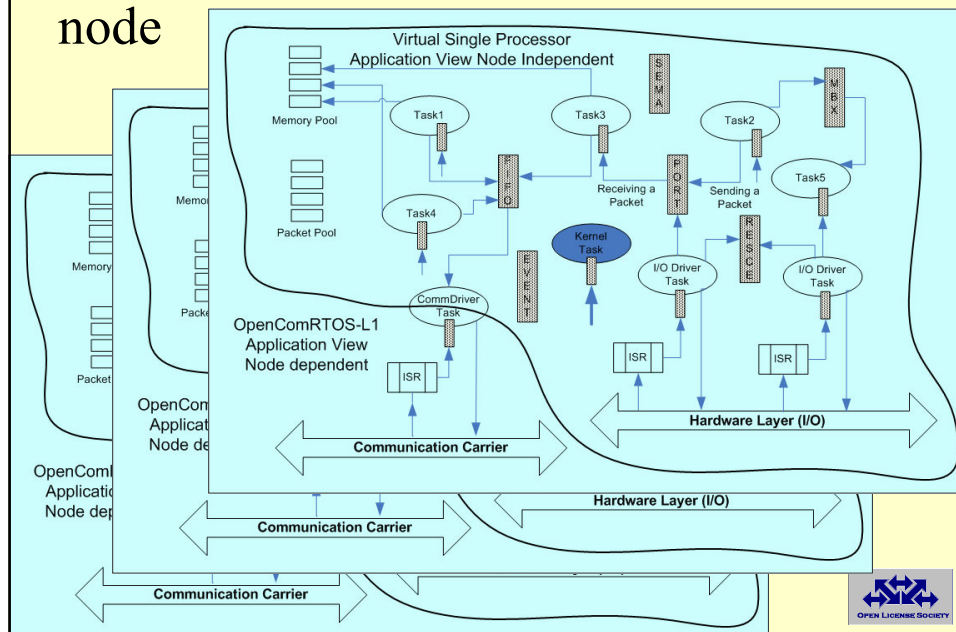 node
Virtual Single Processor
Application View Node Independent
Memory Pool
Task1
Task3
SEMA
Task2
MBX
FIFO
Receiving a
Packet
PORT
Sending a
Packet
Task5
Packet Pool
Task4
Kernel
Task
RESCE
EVENT
I/O Driver
Task
I/O Driver
Task
CommDriver
Task
OpenComRTOS-L1
Application View
Node dependent
ISR
ISR
ISR
Hardware Layer (I/O)
Communication Carrier
Memor
Packe
OpenCom
Applicat
Node de
Hardware Layer (I/O)
Communication Carrier
Memory
Packet
OpenCom
Applicatio
Node dep
Communication Carrier
OPEN LICENSE SOCIETY